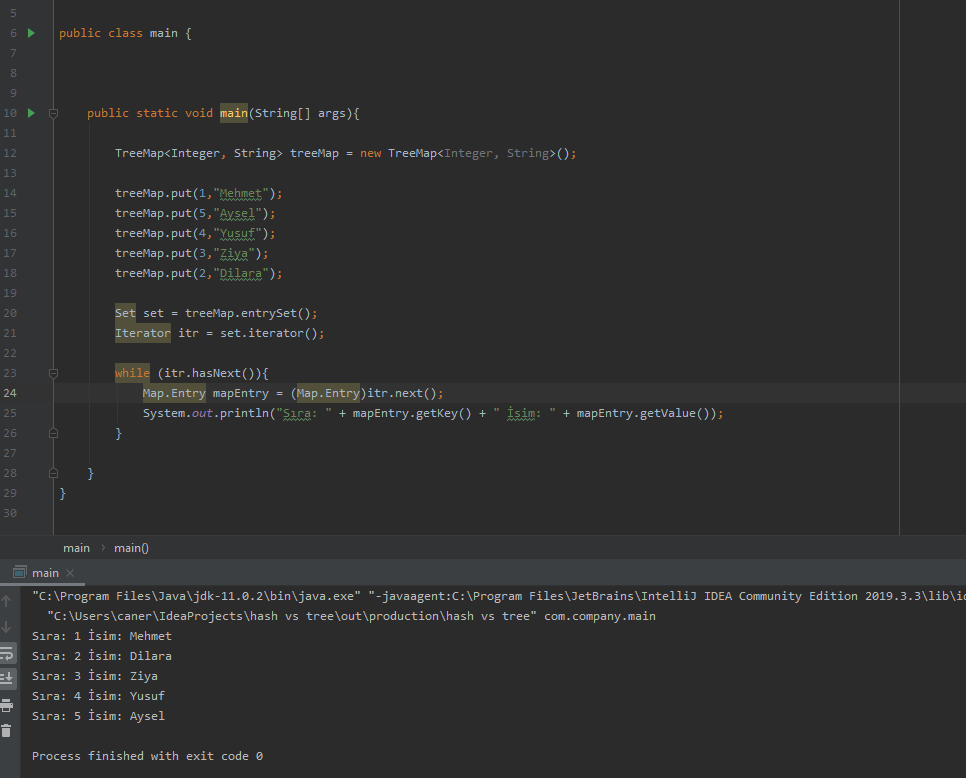 5
6 public class main {
7
8
9
10 public static void main(String[] args){
11
12 TreeMap<Integer, String> treeMap = new TreeMap<Integer, String>();
13
14 treeMap.put(1,"Mehmet");
15 treeMap.put(5,"Aysel");
16 treeMap.put(4,"Yusuf");
17 treeMap.put(3,"Ziya");
18 treeMap.put(2,"Dilara");
19
20 Set set = treeMap.entrySet();
21 Iterator itr = set.iterator();
22
23 while (itr.hasNext()){
24 Map.Entry mapEntry = (Map.Entry)itr.next();
25 System.out.println("Sıra: " + mapEntry.getKey() + " İsim: " + mapEntry.getValue());
26 }
27
28 }
29 }
30
main › main()
main ×
"C:\Program Files\Java\jdk-11.0.2\bin\java.exe" "-javaagent:C:\Program Files\JetBrains\IntelliJ IDEA Community Edition 2019.3.3\lib\
"C:\Users\caner\IdeaProjects\hash vs tree\out\production\hash vs tree" com.company.main
Sıra: 1 İsim: Mehmet
Sıra: 2 İsim: Dilara
Sıra: 3 İsim: Ziya
Sıra: 4 İsim: Yusuf
Sıra: 5 İsim: Aysel
Process finished with exit code 0